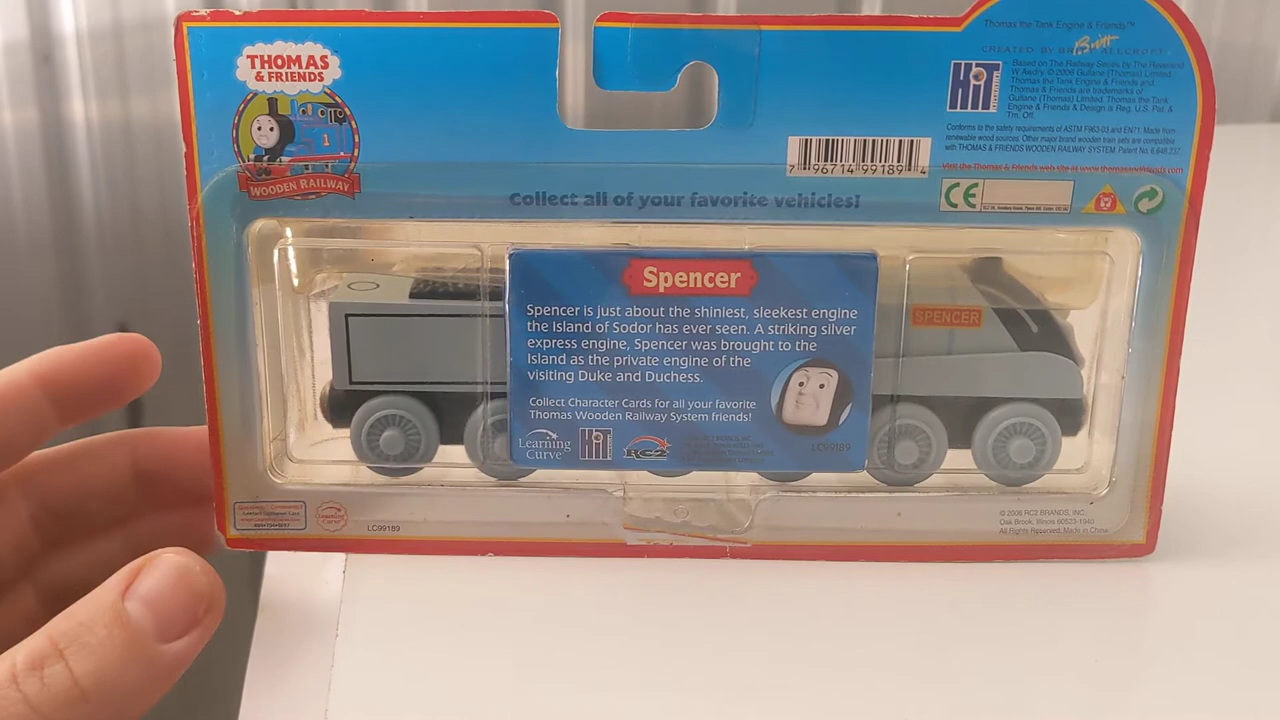 THOMAS
& FRIENDS
1
WOODEN RAILWAY
Thomas the Tank Engine & Friends™
CREATED BY BRITT ALLCROFT
HiT
Based on The Railway Series by The Reverend
W Awdry. © 2006 Gullane (Thomas) Limited.
Thomas the Tank Engine & Friends and
Thomas & Friends are trademarks of
Gullane (Thomas) Limited. Thomas the Tank
Engine & Friends & Design is Reg. U.S. Pat. &
Tm. Off.
Conforms to the safety requirements of ASTM F963-03 and EN71. Made from
renewable wood sources. Other major brand wooden train sets are compatible
with THOMAS & FRIENDS WOODEN RAILWAY SYSTEM. Patent No. 6,648,237.
Visit the Thomas & Friends web site at www.thomasandfriends.com
7 96714 99189 4
CE
Collect all of your favorite vehicles!
Spencer
Spencer is just about the shiniest, sleekest engine
the Island of Sodor has ever seen. A striking silver
express engine, Spencer was brought to the
Island as the private engine of the
visiting Duke and Duchess.
Collect Character Cards for all your favorite
Thomas Wooden Railway System friends!
Learning
Curve
HiT
RC2
LC99189
SPENCER
Learning
Curve
LC99189
© 2006 RC2 BRANDS, INC.
Oak Brook, Illinois 60523-1940
All Rights Reserved. Made in China